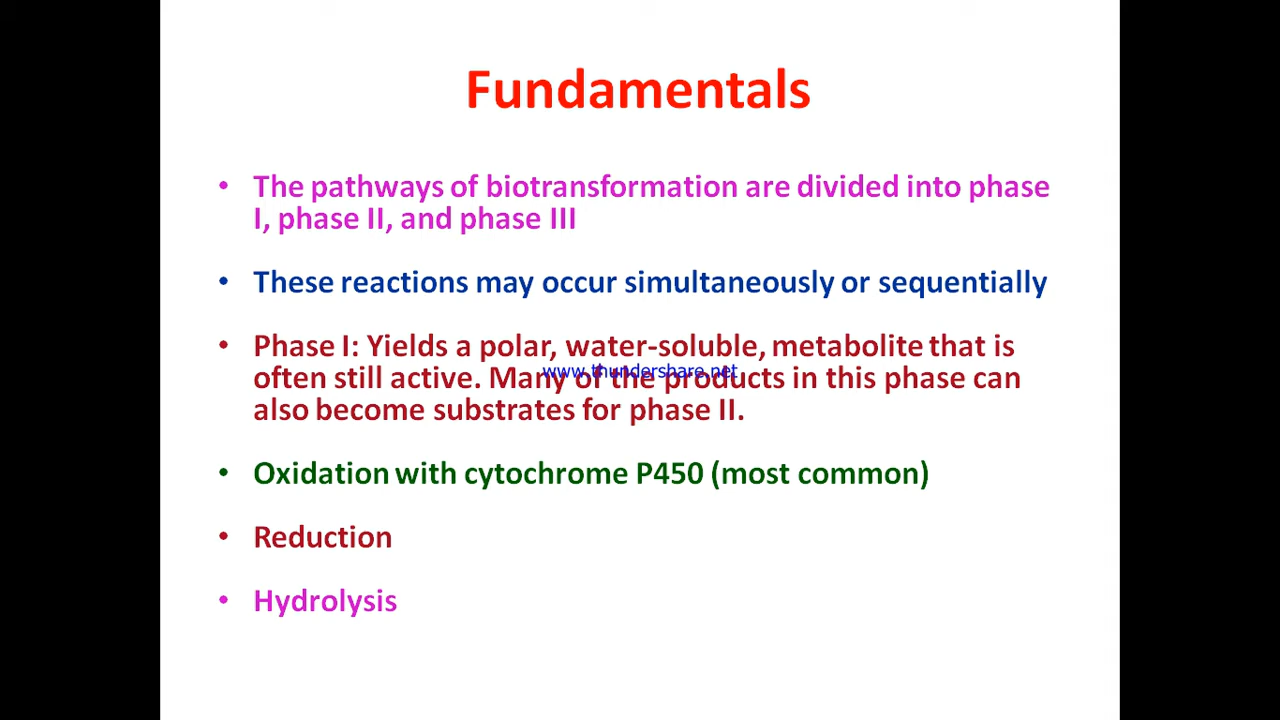 Fundamentals
• The pathways of biotransformation are divided into phase
I, phase II, and phase III
• These reactions may occur simultaneously or sequentially
• Phase I: Yields a polar, water-soluble, metabolite that is
often still active. Many of the products in this phase can
also become substrates for phase II.
www.thundershare.net
• Oxidation with cytochrome P450 (most common)
• Reduction
• Hydrolysis